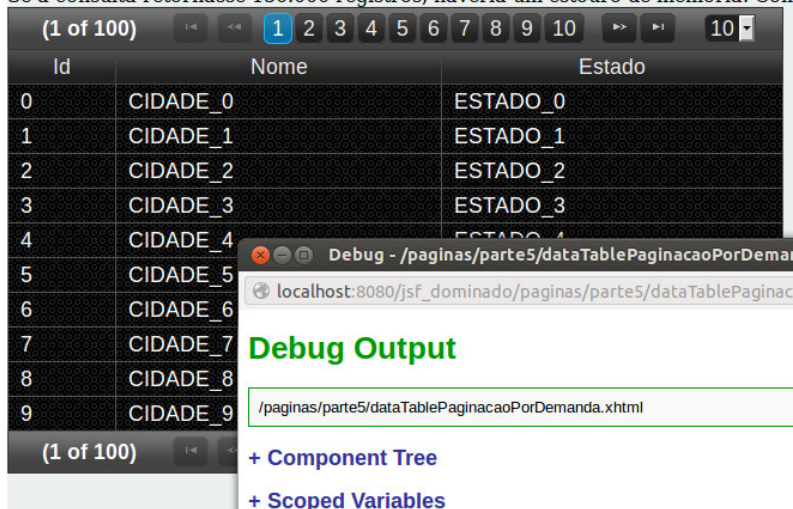 (1 of 100) 1 2 3 4 5 6 7 8 9 10 10
Id Nome Estado
0 CIDADE_0 ESTADO_0
1 CIDADE_1 ESTADO_1
2 CIDADE_2 ESTADO_2
3 CIDADE_3 ESTADO_3
4 CIDADE_4
5 CIDADE_5
6 CIDADE_6
7 CIDADE_7
8 CIDADE_8
9 CIDADE_9
(1 of 100)
Debug - /paginas/parte5/dataTablePaginacaoPorDeman
localhost:8080/jsf_dominado/paginas/parte5/dataTablePaginac
Debug Output
/paginas/parte5/dataTablePaginacaoPorDemanda.xhtml
+ Component Tree
+ Scoped Variables